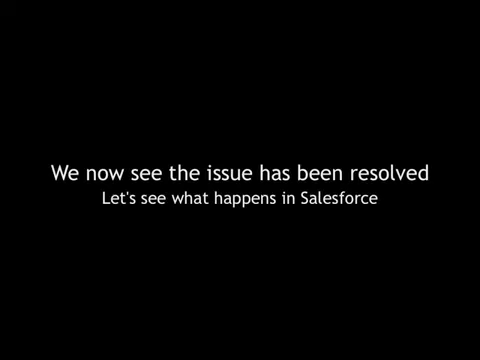 We now see the issue has been resolved
Let's see what happens in Salesforce